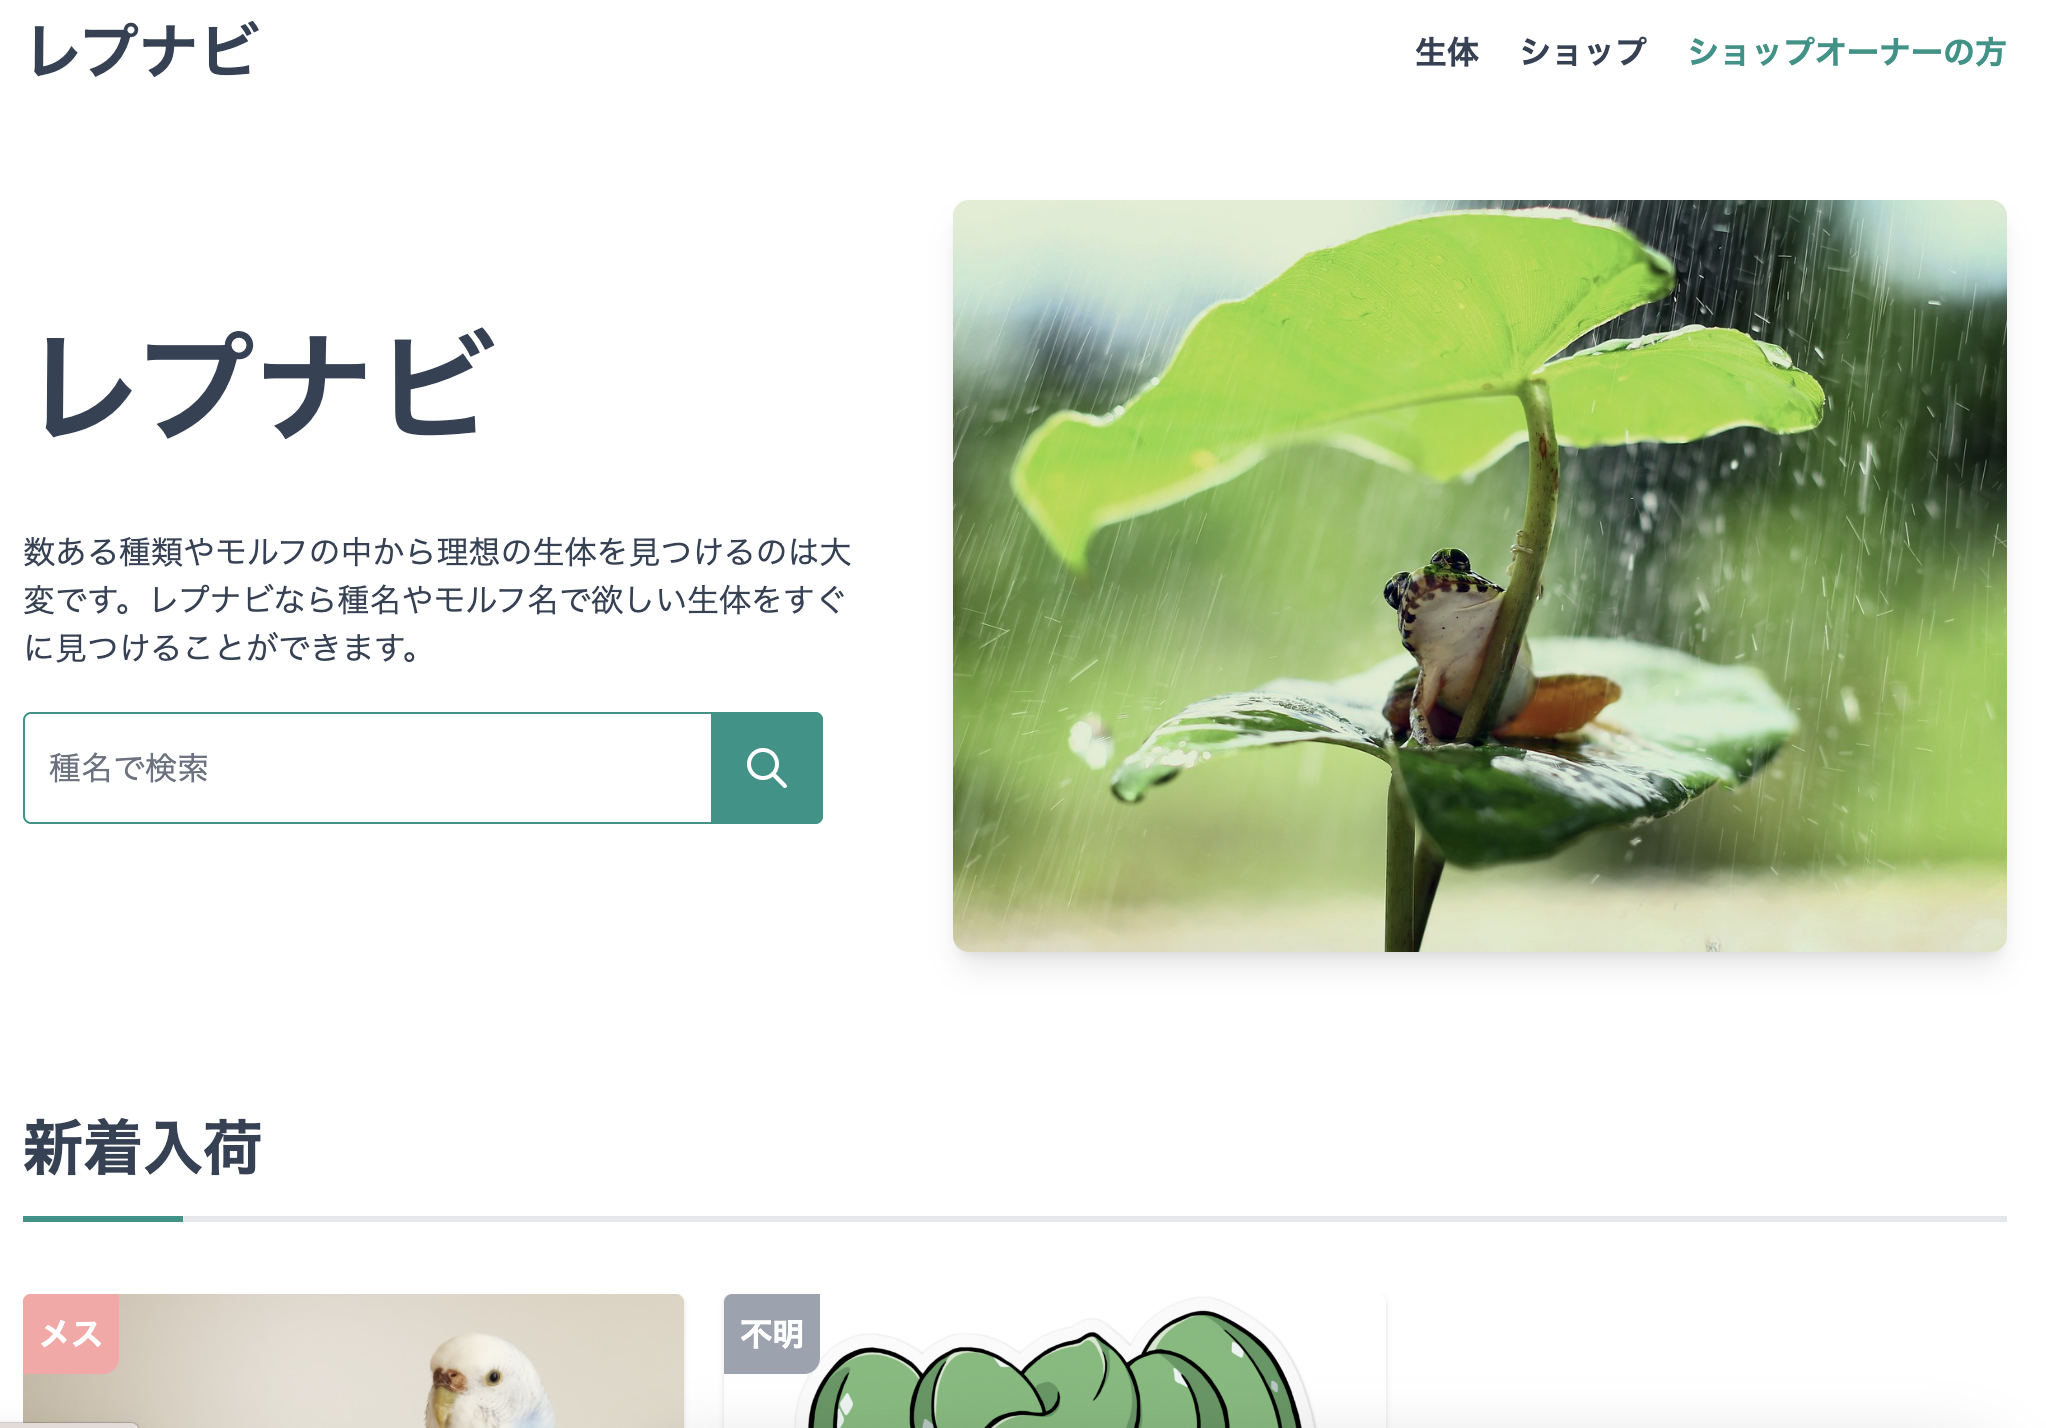 レプナビ
生体 ショップ ショップオーナーの方
レプナビ
数ある種類やモルフの中から理想の生体を見つけるのは大
変です。レプナビなら種名やモルフ名で欲しい生体をすぐ
に見つけることができます。
種名で検索
新着入荷
メス
不明